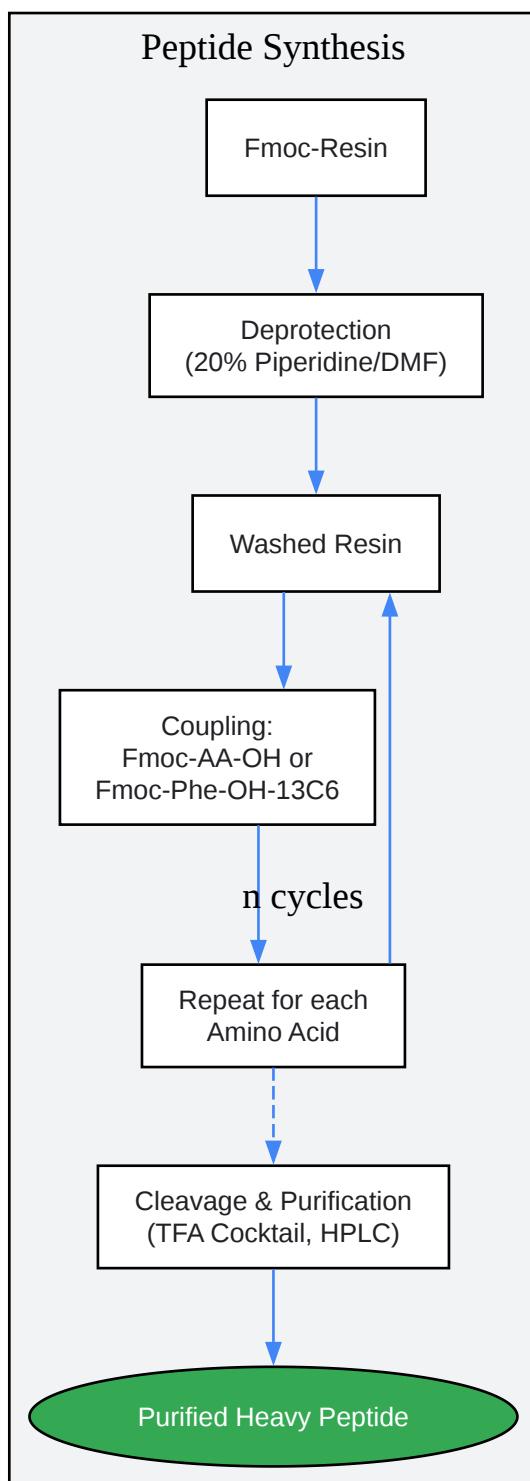 Peptide Synthesis
Fmoc-Resin
Deprotection
(20% Piperidine/DMF)
Washed Resin
Coupling:
Fmoc-AA-OH or
Fmoc-Phe-OH-13C6
n cycles
Repeat for each
Amino Acid
Cleavage & Purification
(TFA Cocktail, HPLC)
Purified Heavy Peptide